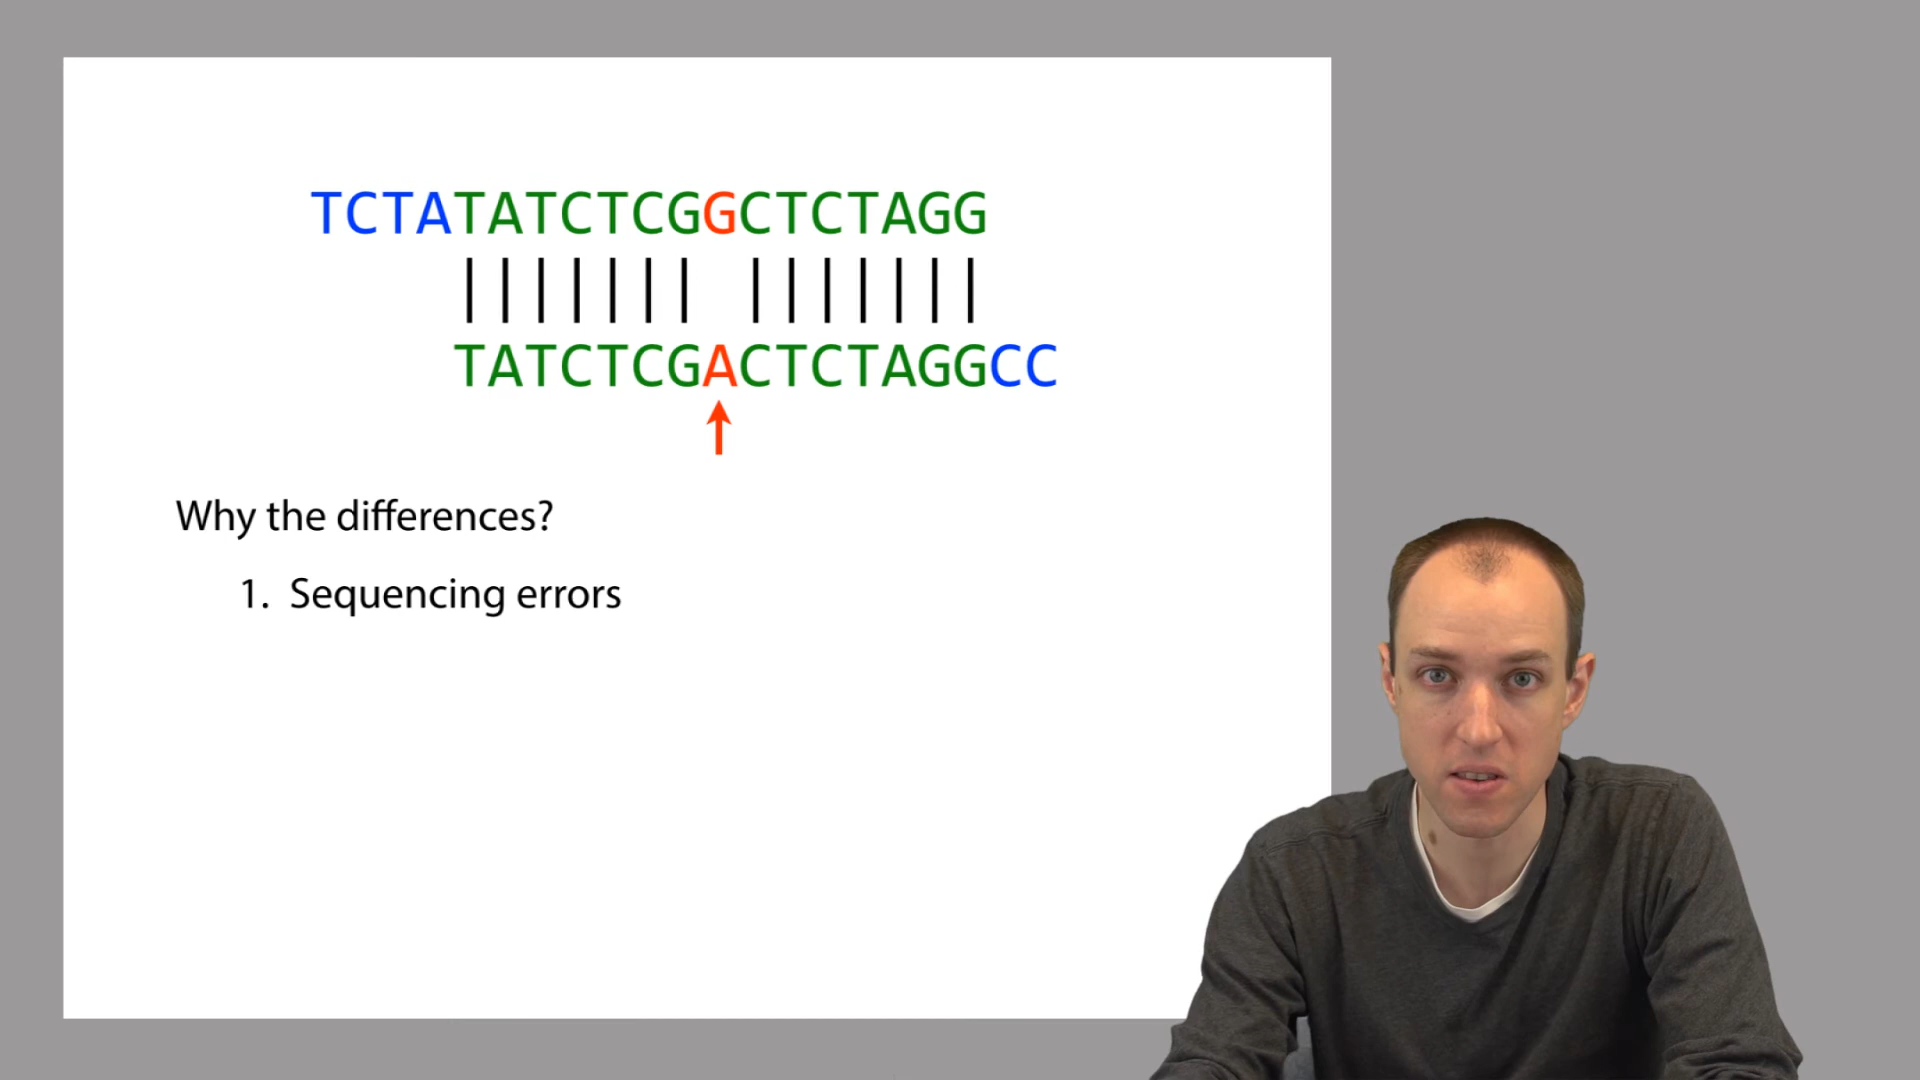 TCTATATCTCGGCTCTAGG
||||||| |||||||
TATCTCGACTCTAGGCC
Why the differences?
1. Sequencing errors